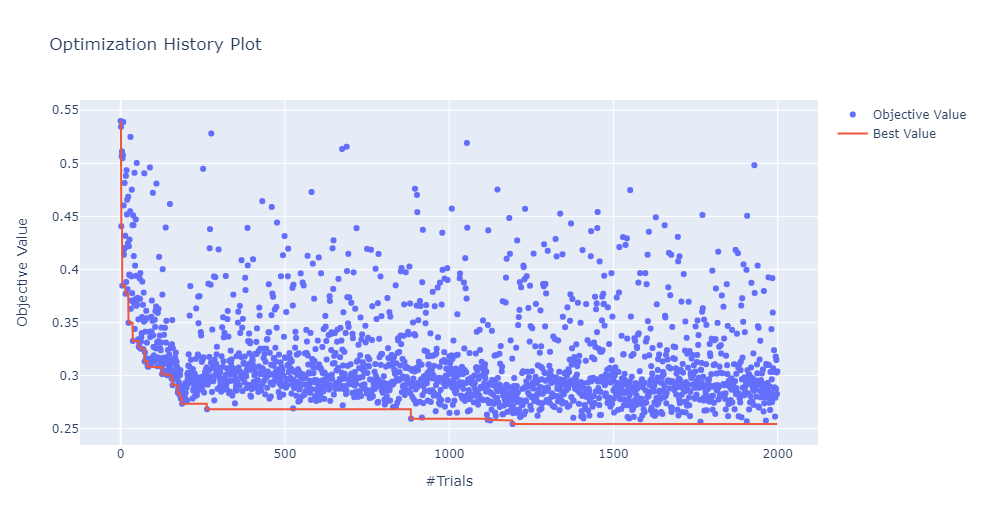 Optimization History Plot
0.55
0.5
0.45
0.4
0.35
0.3
0.25
Objective Value
0
500
1000
1500
2000
#Trials
Objective Value
Best Value